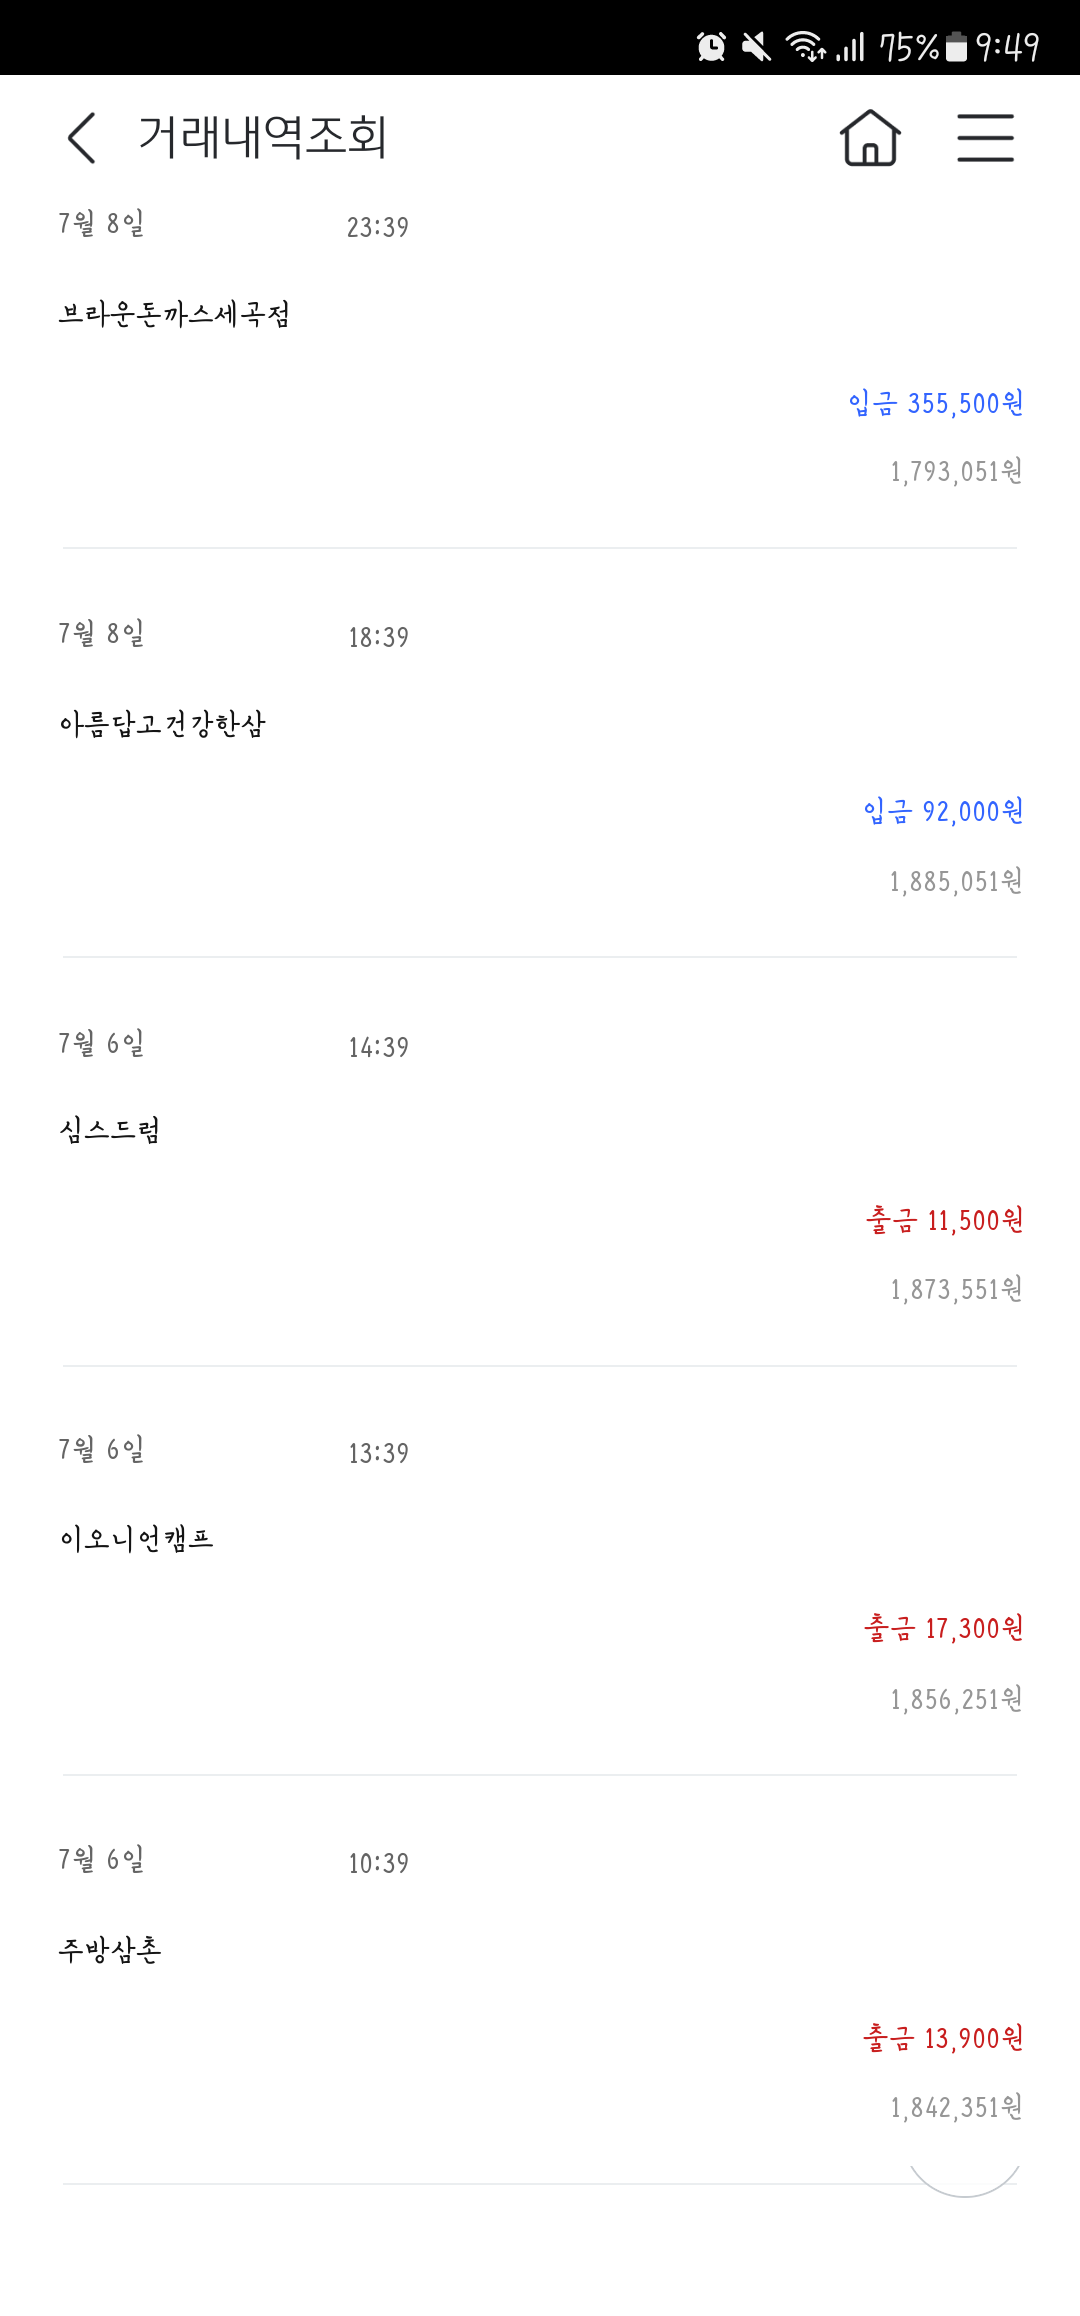 75% 9:49
거래내역조회
7월 8일 23:39
브라운돈까스세곡점
입금 355,500원
1,793,051원
7월 8일 18:39
아름답고건강한삼
입금 92,000원
1,885,051원
7월 6일 14:39
심스드럼
출금 11,500원
1,873,551원
7월 6일 13:39
이오니언캠프
출금 17,300원
1,856,251원
7월 6일 10:39
주방삼촌
출금 13,900원
1,842,351원